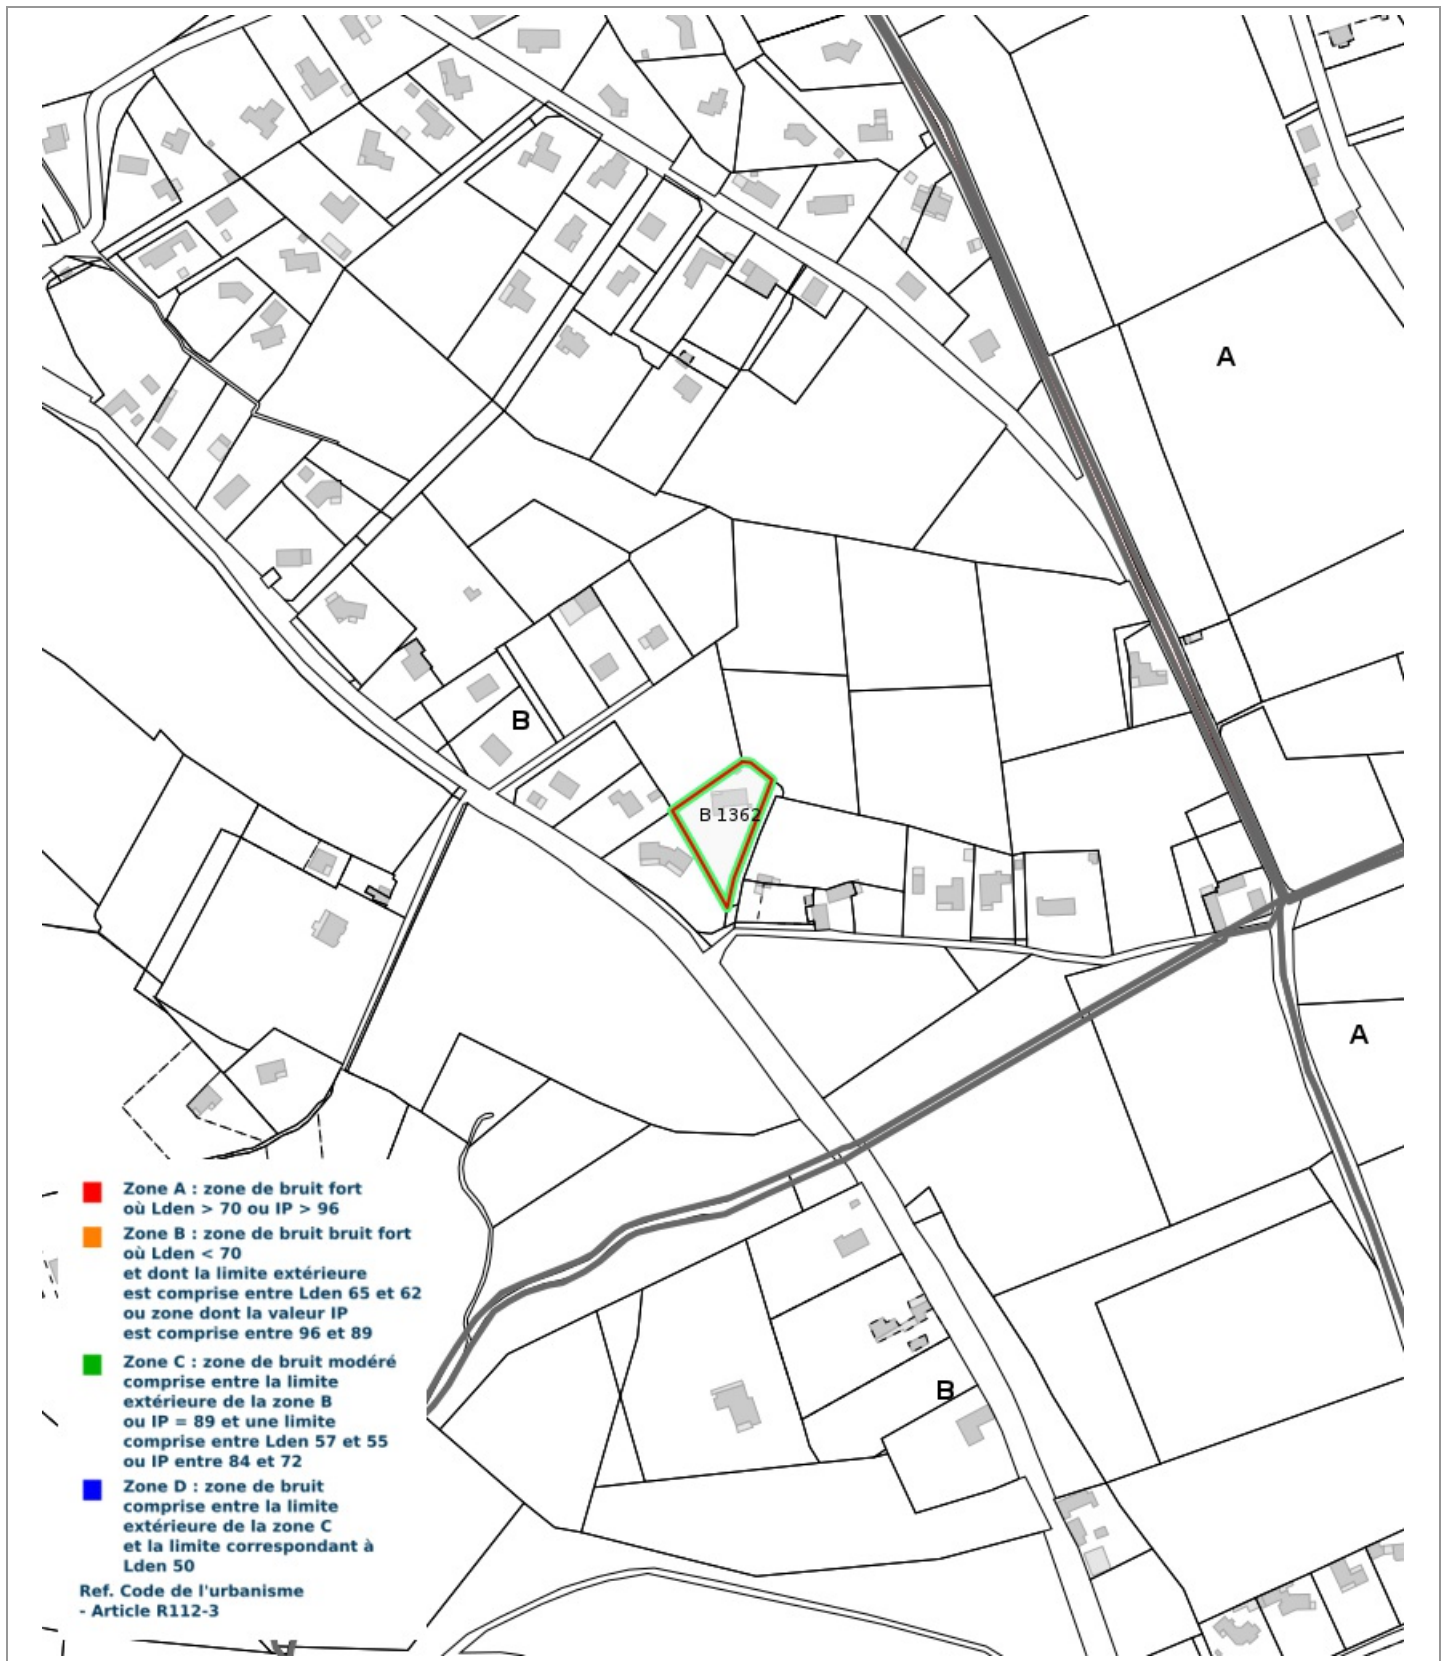 A
B
B 1362
A
B
Zone A : zone de bruit fort
où Lden > 70 ou IP > 96
Zone B : zone de bruit bruit fort
où Lden < 70
et dont la limite extérieure
est comprise entre Lden 65 et 62
ou zone dont la valeur IP
est comprise entre 96 et 89
Zone C : zone de bruit modéré
comprise entre la limite
extérieure de la zone B
ou IP = 89 et une limite
comprise entre Lden 57 et 55
ou IP entre 84 et 72
Zone D : zone de bruit
comprise entre la limite
extérieure de la zone C
et la limite correspondant à
Lden 50
Ref. Code de l'urbanisme
- Article R112-3